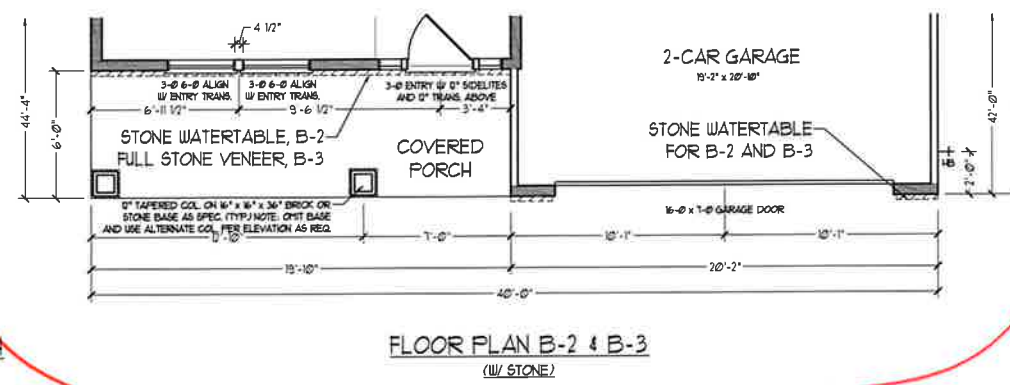 4 1/2"
2-CAR GARAGE
19'-2" x 20'-10"
3-0 6-0 ALIGN
W/ ENTRY TRANS.
3-0 6-0 ALIGN
W/ ENTRY TRANS.
3-0 ENTRY W/ 12" SIDELITES
AND 12" TRANS. ABOVE
44'-4"
6'-0"
6'-11 1/2"
9'-6 1/2"
3'-4"
42'-0"
STONE WATERTABLE, B-2
FULL STONE VENEER, B-3
COVERED
PORCH
STONE WATERTABLE
FOR B-2 AND B-3
HB
2'-0"
12" TAPERED COL. ON 16" x 16" x 36" BRICK OR
STONE BASE AS SPEC. (TYP.) NOTE: OMIT BASE
AND USE ALTERNATE COL. PER ELEVATION AS REQ.
16-0 x 7-0 GARAGE DOOR
12'-10"
7'-0"
10'-1"
10'-1"
19'-10"
20'-2"
40'-0"
FLOOR PLAN B-2 & B-3
(W/ STONE)